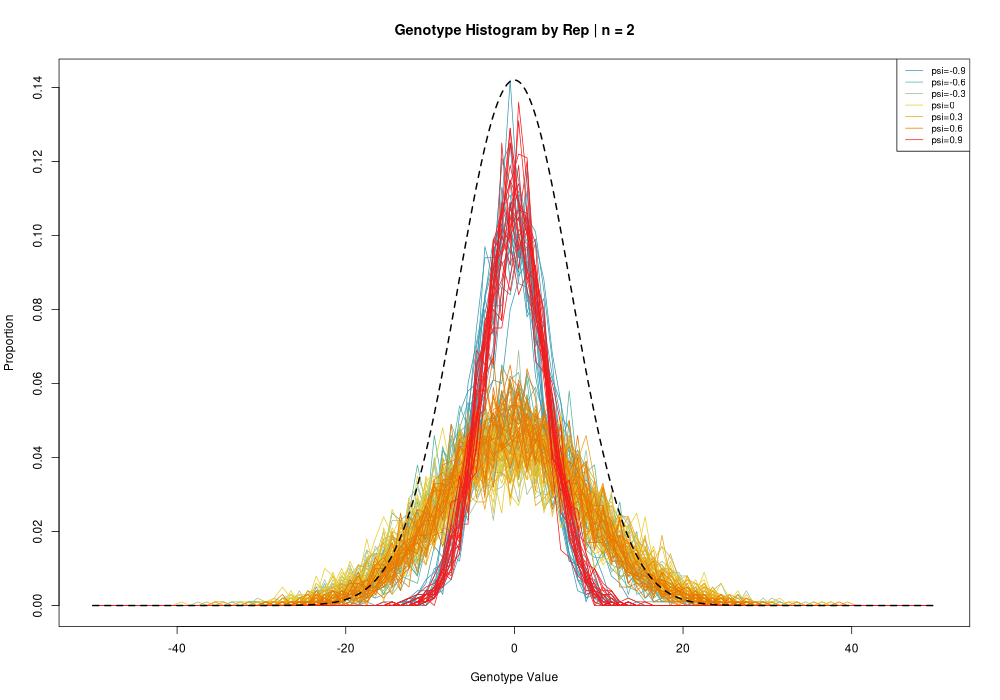 Genotype Histogram by Rep | n = 2
psi=-0.9
psi=-0.6
psi=-0.3
psi=0
psi=0.3
psi=0.6
psi=0.9
Proportion
0.14
0.12
0.10
0.08
0.06
0.04
0.02
0.00
-40 -20 0 20 40
Genotype Value